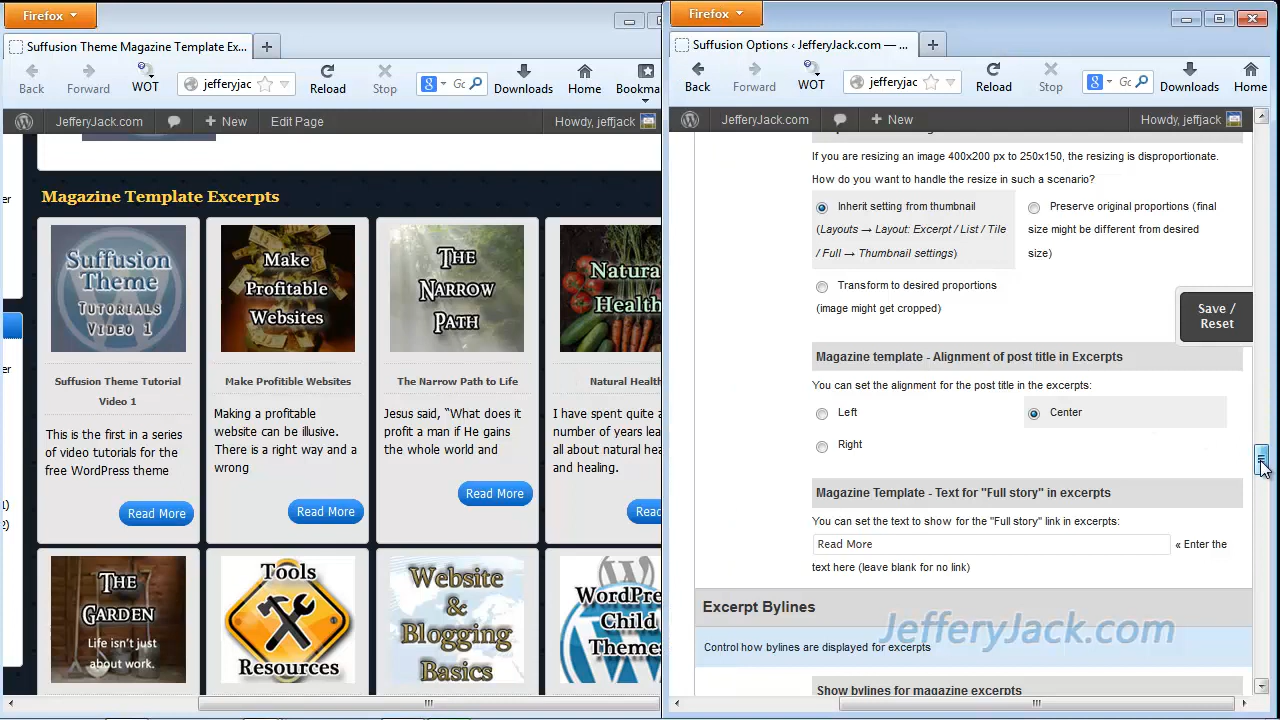 Firefox
Suffusion Theme Magazine Template Ex...
Back
Forward
WOT
jefferyjac
Reload
Stop
Downloads
Home
Bookma
JefferyJack.com
New
Edit Page
Howdy, jeffjack
Magazine Template Excerpts
Suffusion
Theme
Tutorials
Video 1
Suffusion Theme Tutorial
Video 1
This is the first in a series
of video tutorials for the
free WordPress theme
Read More
Make
Profitable
Websites
Make Profitible Websites
Making a profitable
website can be illusive.
There is a right way and a
wrong
Read More
The
Narrow
Path
The Narrow Path to Life
Jesus said, “What does it
profit a man if He gains
the whole world and
Read More
Natura
Health
Natural Healt
I have spent quite a
number of years lea
all about natural hea
and healing.
Read
The
Garden
Life isn't just
about work.
Tools
Resources
Website
&
Blogging
Basics
WordPre
Child
Themes
Firefox
Suffusion Options ‹ JefferyJack.com — ...
Back
Forward
WOT
jefferyjac
Reload
Stop
Downloads
Home
JefferyJack.com
New
Howdy, jeffjack
If you are resizing an image 400x200 px to 250x150, the resizing is disproportionate.
How do you want to handle the resize in such a scenario?
Inherit setting from thumbnail
(Layouts → Layout: Excerpt / List / Tile
/ Full → Thumbnail settings)
Preserve original proportions (final
size might be different from desired
size)
Transform to desired proportions
(image might get cropped)
Save /
Reset
Magazine template - Alignment of post title in Excerpts
You can set the alignment for the post title in the excerpts:
Left
Center
Right
Magazine Template - Text for "Full story" in excerpts
You can set the text to show for the "Full story" link in excerpts:
Read More
« Enter the
text here (leave blank for no link)
Excerpt Bylines
JefferyJack.com
Control how bylines are displayed for excerpts
Show bylines for magazine excerpts